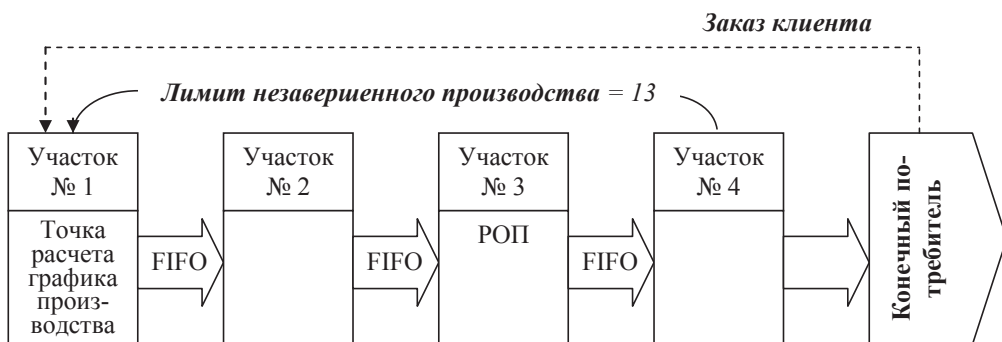 Заказ клиента
Лимит незавершенного производства = 13
Участок
№ 1
Участок
№ 2
Участок
№ 3
Участок
№ 4
Точка
расчета
графика
произ-
водства
FIFO
FIFO
РОП
FIFO
Конечный по-
требитель